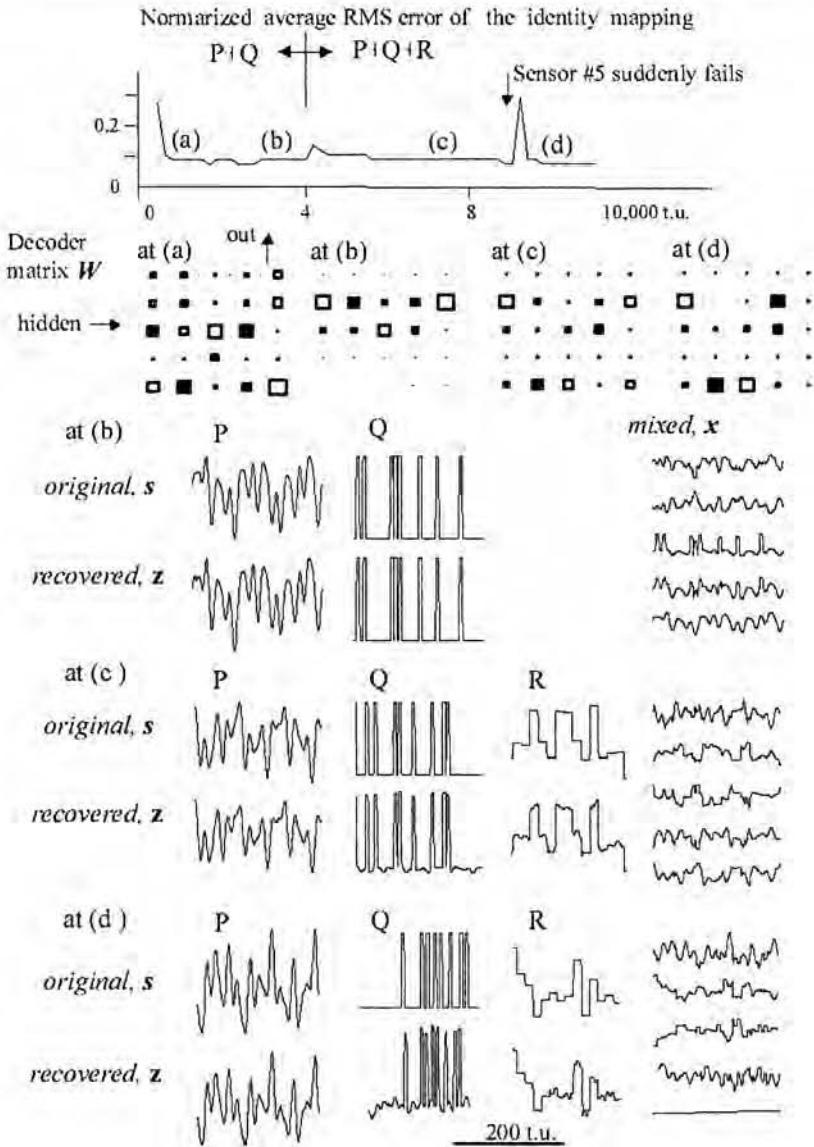 Normarized average RMS error of the identity mapping
P+Q P+Q+R
Sensor #5 suddenly fails
0.2
(a) (b) (c) (d)
0
0 4 8 10,000 t.u.
Decoder matrix W
at (a) out at (b) at (c) at (d)
hidden
at (b) P Q mixed, x
original, s
recovered, z
at (c) P Q R
original, s
recovered, z
at (d) P Q R
original, s
recovered, z
200 t.u.